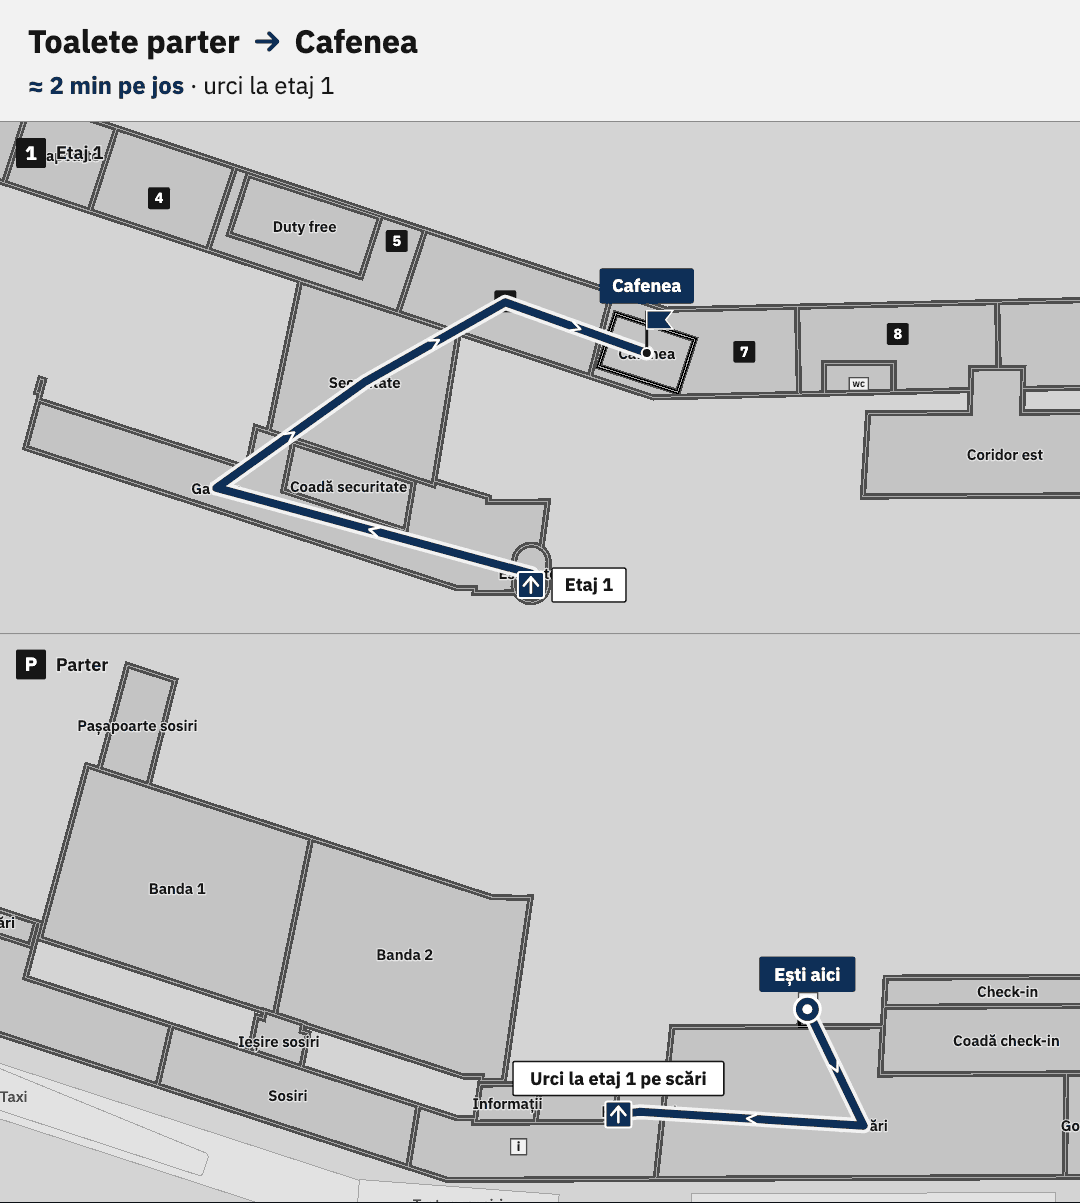 Toalete parter → Cafenea
≈ 2 min pe jos · urci la etaj 1
1 Etaj 1
4
Duty free
5
Cafenea
7
8
wc
Coridor est
Coadă securitate
Etaj 1
P Parter
Pașapoarte sosiri
Banda 1
Banda 2
Ești aici
Check-in
Coadă check-in
Ieșire sosiri
Urci la etaj 1 pe scări
Informații
Sosiri
Taxi
i